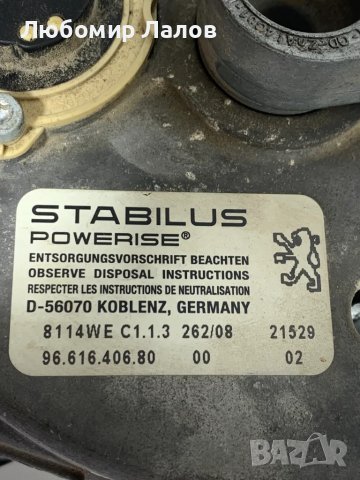 Любомир Лалов
STABILUS
POWERISE®
ENTSORGUNGSVORSCHRIFT BEACHTEN
OBSERVE DISPOSAL INSTRUCTIONS
RESPECTER LES INSTRUCTIONS DE NEUTRALISATION
D-56070 KOBLENZ, GERMANY
8114WE C1.1.3 262/08 21529
96.616.406.80 00 02
BAZAR